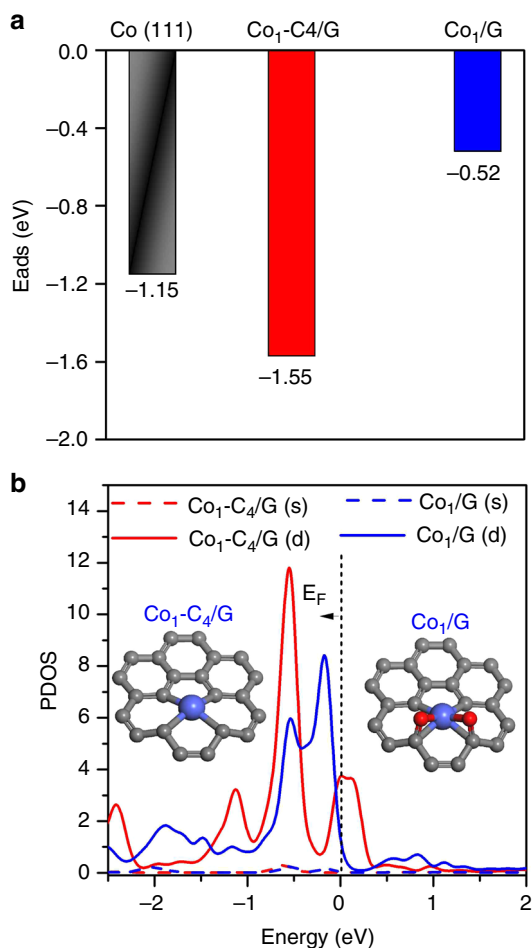 a
Co (111) Co₁-C4/G Co₁/G
0.0
−0.4
−0.8
−1.2
−1.6
−2.0
Eads (eV)
−0.52
−1.15
−1.55
b
15
14
12
10
8
6
4
2
0
PDOS
Co₁-C₄/G (s) Co₁/G (s)
Co₁-C₄/G (d) Co₁/G (d)
E_F
Co₁-C₄/G Co₁/G
−2 −1 0 1 2
Energy (eV)